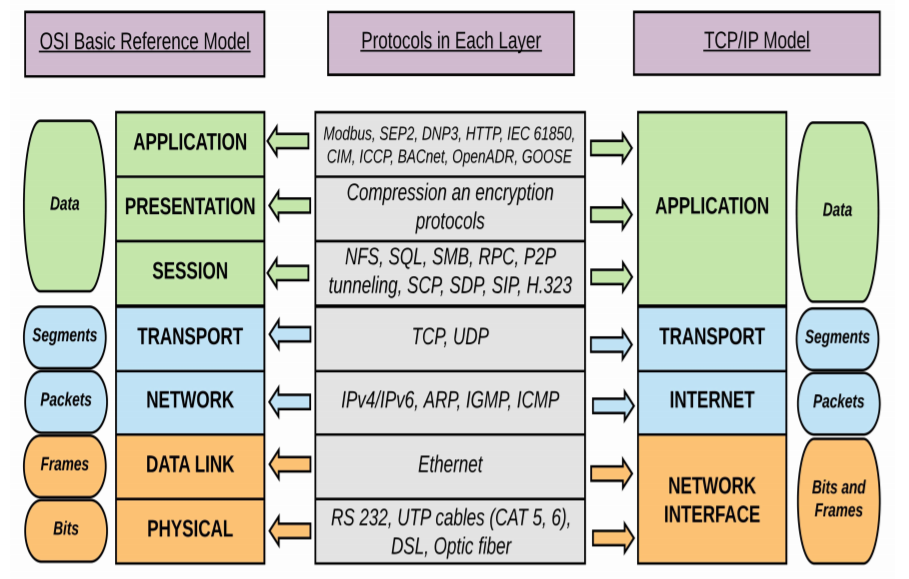 OSI Basic Reference Model
Protocols in Each Layer
TCP/IP Model
Data
APPLICATION
PRESENTATION
SESSION
Modbus, SEP2, DNP3, HTTP, IEC 61850,
CIM, ICCP, BACnet, OpenADR, GOOSE
Compression an encryption
protocols
NFS, SQL, SMB, RPC, P2P
tunneling, SCP, SDP, SIP, H.323
APPLICATION
Data
Segments
TRANSPORT
TCP, UDP
TRANSPORT
Segments
Packets
NETWORK
IPv4/IPv6, ARP, IGMP, ICMP
INTERNET
Packets
Frames
DATA LINK
Ethernet
Bits
PHYSICAL
RS 232, UTP cables (CAT 5, 6),
DSL, Optic fiber
NETWORK
INTERFACE
Bits and
Frames